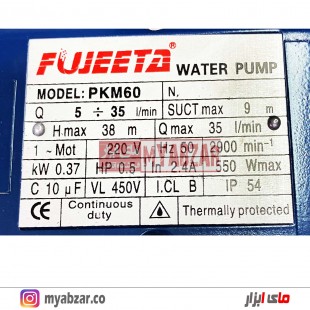 FUJEETA® WATER PUMP
MODEL: PKM60 N.
Q 5 ÷ 35 l/min SUCT max 9 m
H max 38 m Q max 35 l/min
1~Mot 220 V Hz 50 2900 min⁻¹
kW 0.37 HP 0.5 In 2.4A 550 Wmax
C 10 µF VL 450V I.CL B IP 54
CE Continuous duty Thermally protected
MYABZAR
myabzar.co مای ابزار